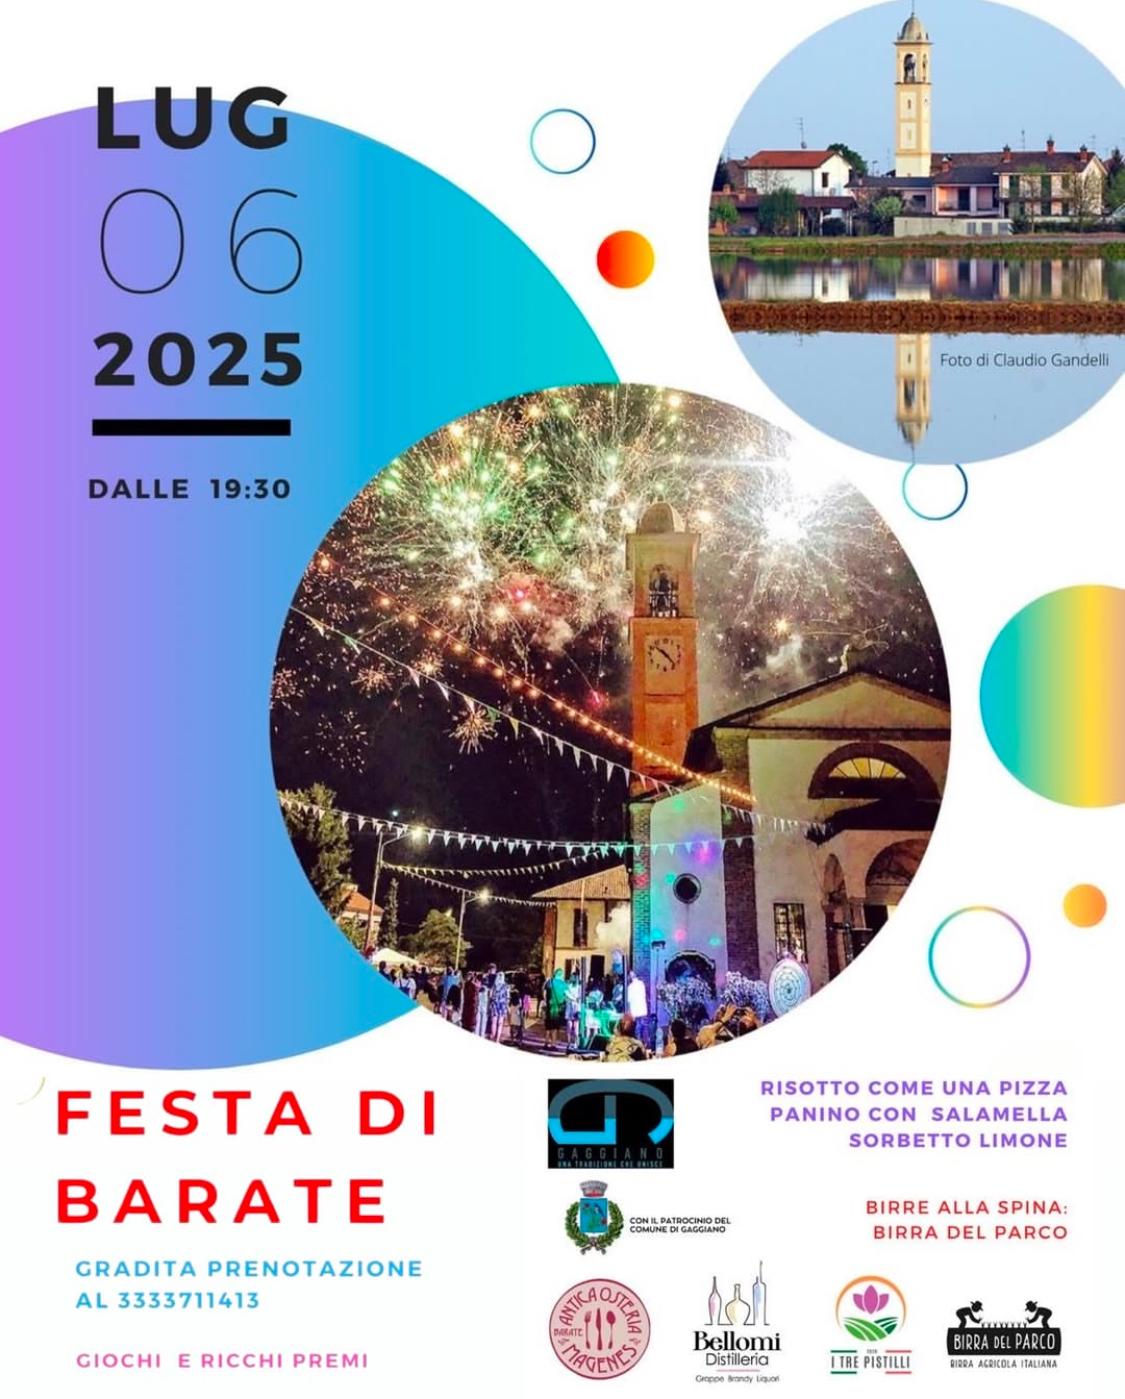 LUG
06
2025
DALLE 19:30
Foto di Claudio Gandelli
FESTA DI
BARATE
GRADITA PRENOTAZIONE
AL 3333711413
GIOCHI E RICCHI PREMI
GR
GAGGIANO
UNA TRADIZIONE CHE UNISCE
CON IL PATROCINIO DEL
COMUNE DI GAGGIANO
RISOTTO COME UNA PIZZA
PANINO CON SALAMELLA
SORBETTO LIMONE
BIRRE ALLA SPINA:
BIRRA DEL PARCO
ANTICA OSTERIA
BARATE
MAGENES
Bellomi
Distilleria
Grappe Brandy Liquori
I TRE PISTILLI
BIRRA DEL PARCO
BIRRA AGRICOLA ITALIANA